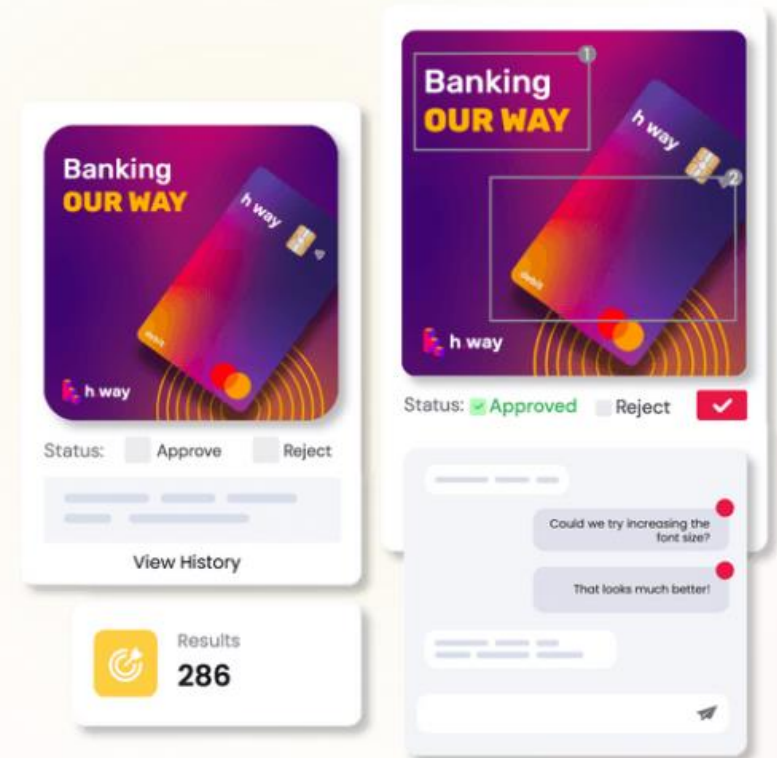 Banking
OUR WAY
h way
debit
h way
Status: Approve Reject
View History
Results
286
1
Banking
OUR WAY
h way
2
debit
h way
Status: Approved Reject
Could we try increasing the
font size?
That looks much better!